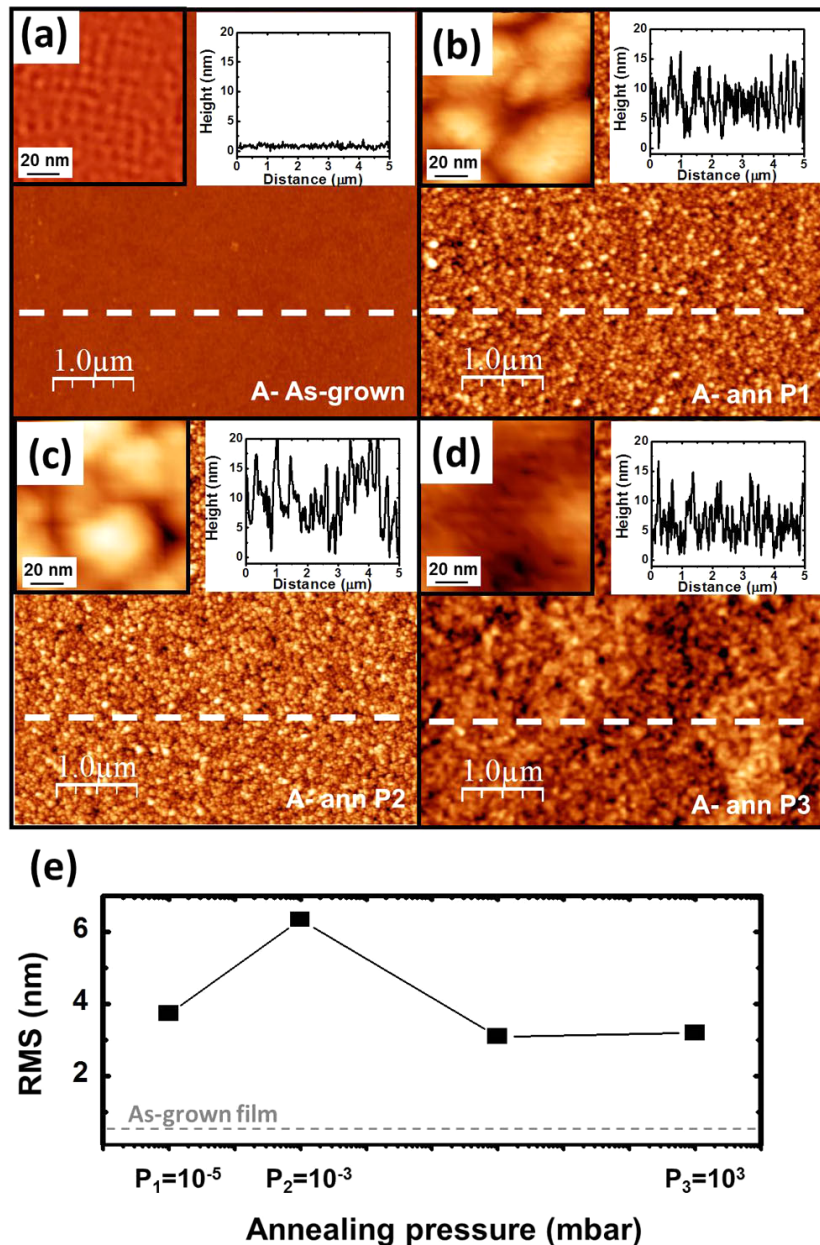 (a)
20 nm
Height (nm)
20
15
10
5
0
0 1 2 3 4 5
Distance (μm)
1.0μm
A- As-grown
(b)
20 nm
Height (nm)
20
15
10
5
0
0 1 2 3 4 5
Distance (μm)
1.0μm
A- ann P1
(c)
20 nm
Height (nm)
20
15
10
5
0
0 1 2 3 4 5
Distance (μm)
1.0μm
A- ann P2
(d)
20 nm
Height (nm)
20
15
10
5
0
0 1 2 3 4 5
Distance (μm)
1.0μm
A- ann P3
(e)
RMS (nm)
6
4
2
As-grown film
P₁=10⁻⁵ P₂=10⁻³ P₃=10³
Annealing pressure (mbar)